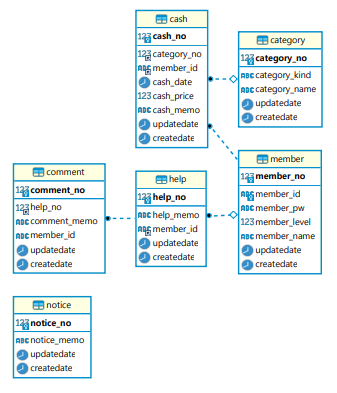 cash
123 cash_no
123 category_no
ABC member_id
cash_date
123 cash_price
ABC cash_memo
updatedate
createdate
category
123 category_no
ABC category_kind
ABC category_name
updatedate
createdate
comment
123 comment_no
123 help_no
ABC comment_memo
ABC member_id
updatedate
createdate
help
123 help_no
ABC help_memo
ABC member_id
updatedate
createdate
member
123 member_no
ABC member_id
ABC member_pw
123 member_level
ABC member_name
updatedate
createdate
notice
123 notice_no
ABC notice_memo
updatedate
createdate